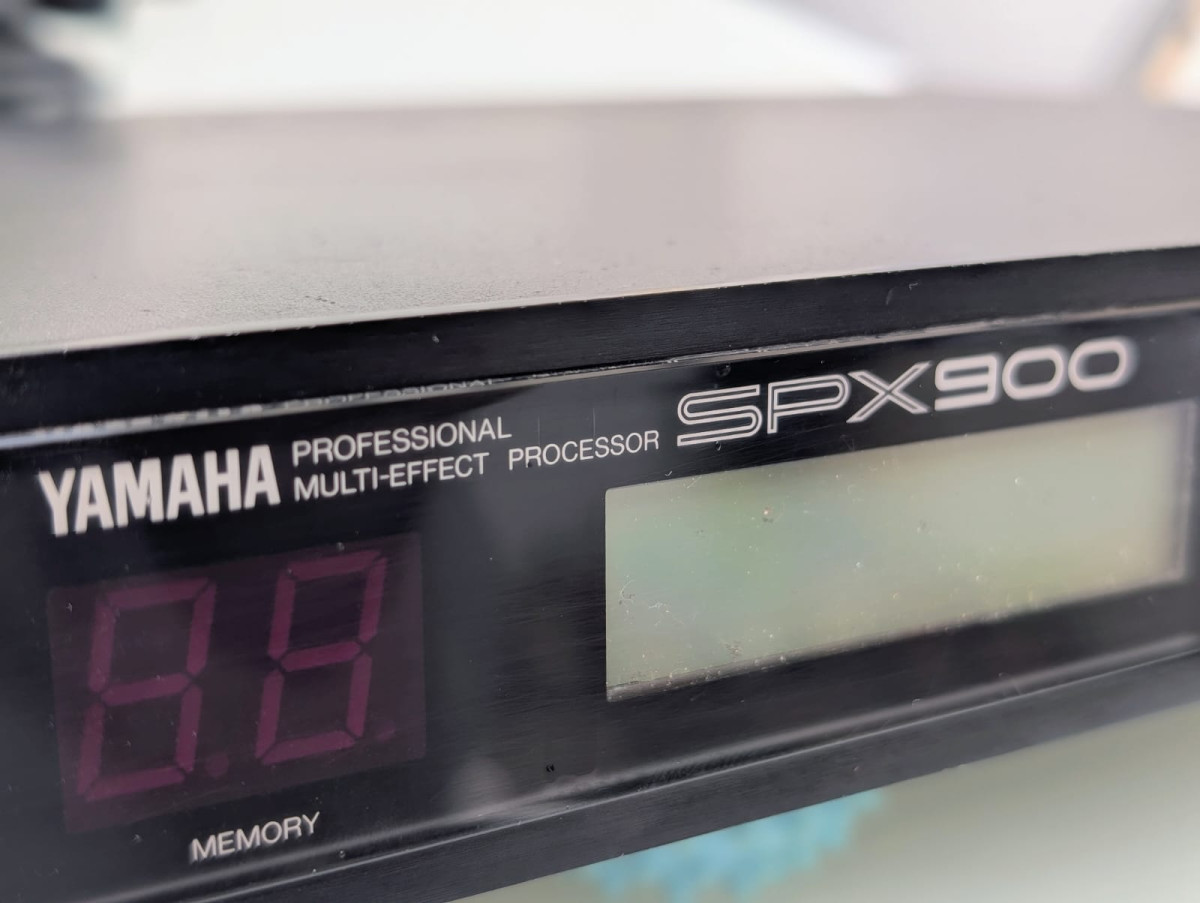 YAMAHA
PROFESSIONAL
MULTI-EFFECT PROCESSOR
SPX900
MEMORY